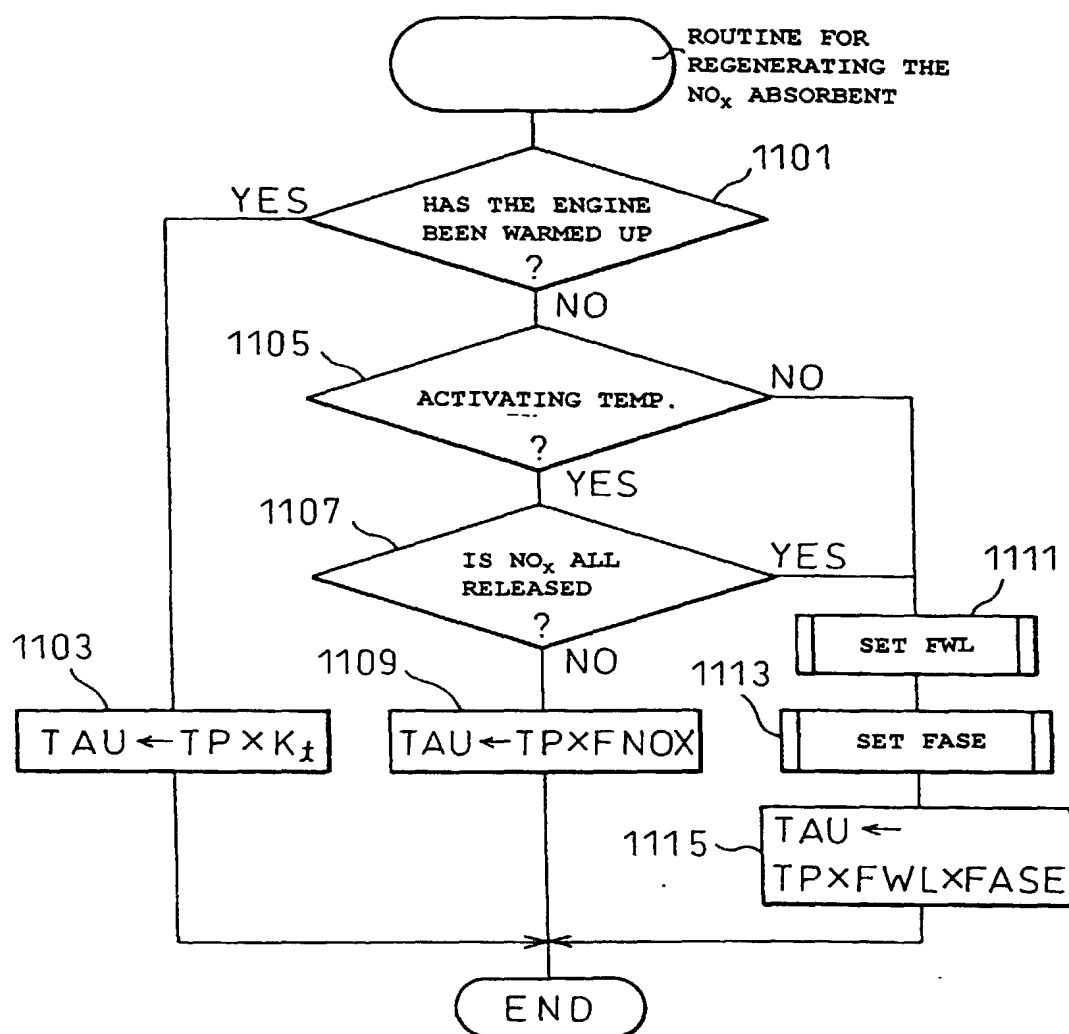 ROUTINE FOR
REGENERATING THE
NOx ABSORBENT
1101
YES
HAS THE ENGINE
BEEN WARMED UP
?
NO
1105
NO
ACTIVATING TEMP.
?
YES
1107
IS NOx ALL
RELEASED
?
YES
1111
NO
SET FWL
1103
1109
1113
TAU←TP×Kt
TAU←TP×FNOX
SET FASE
1115
TAU←
TP×FWL×FASE
END